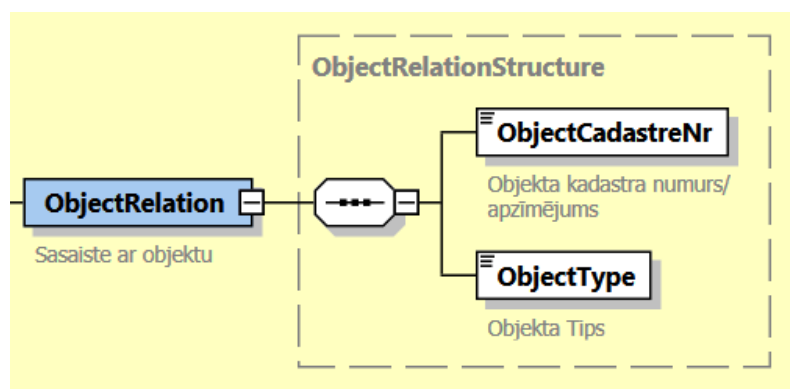 ObjectRelationStructure
ObjectCadastreNr
Objekta kadastra numurs/
apzīmējums
ObjectRelation
Sasaiste ar objektu
ObjectType
Objekta Tips